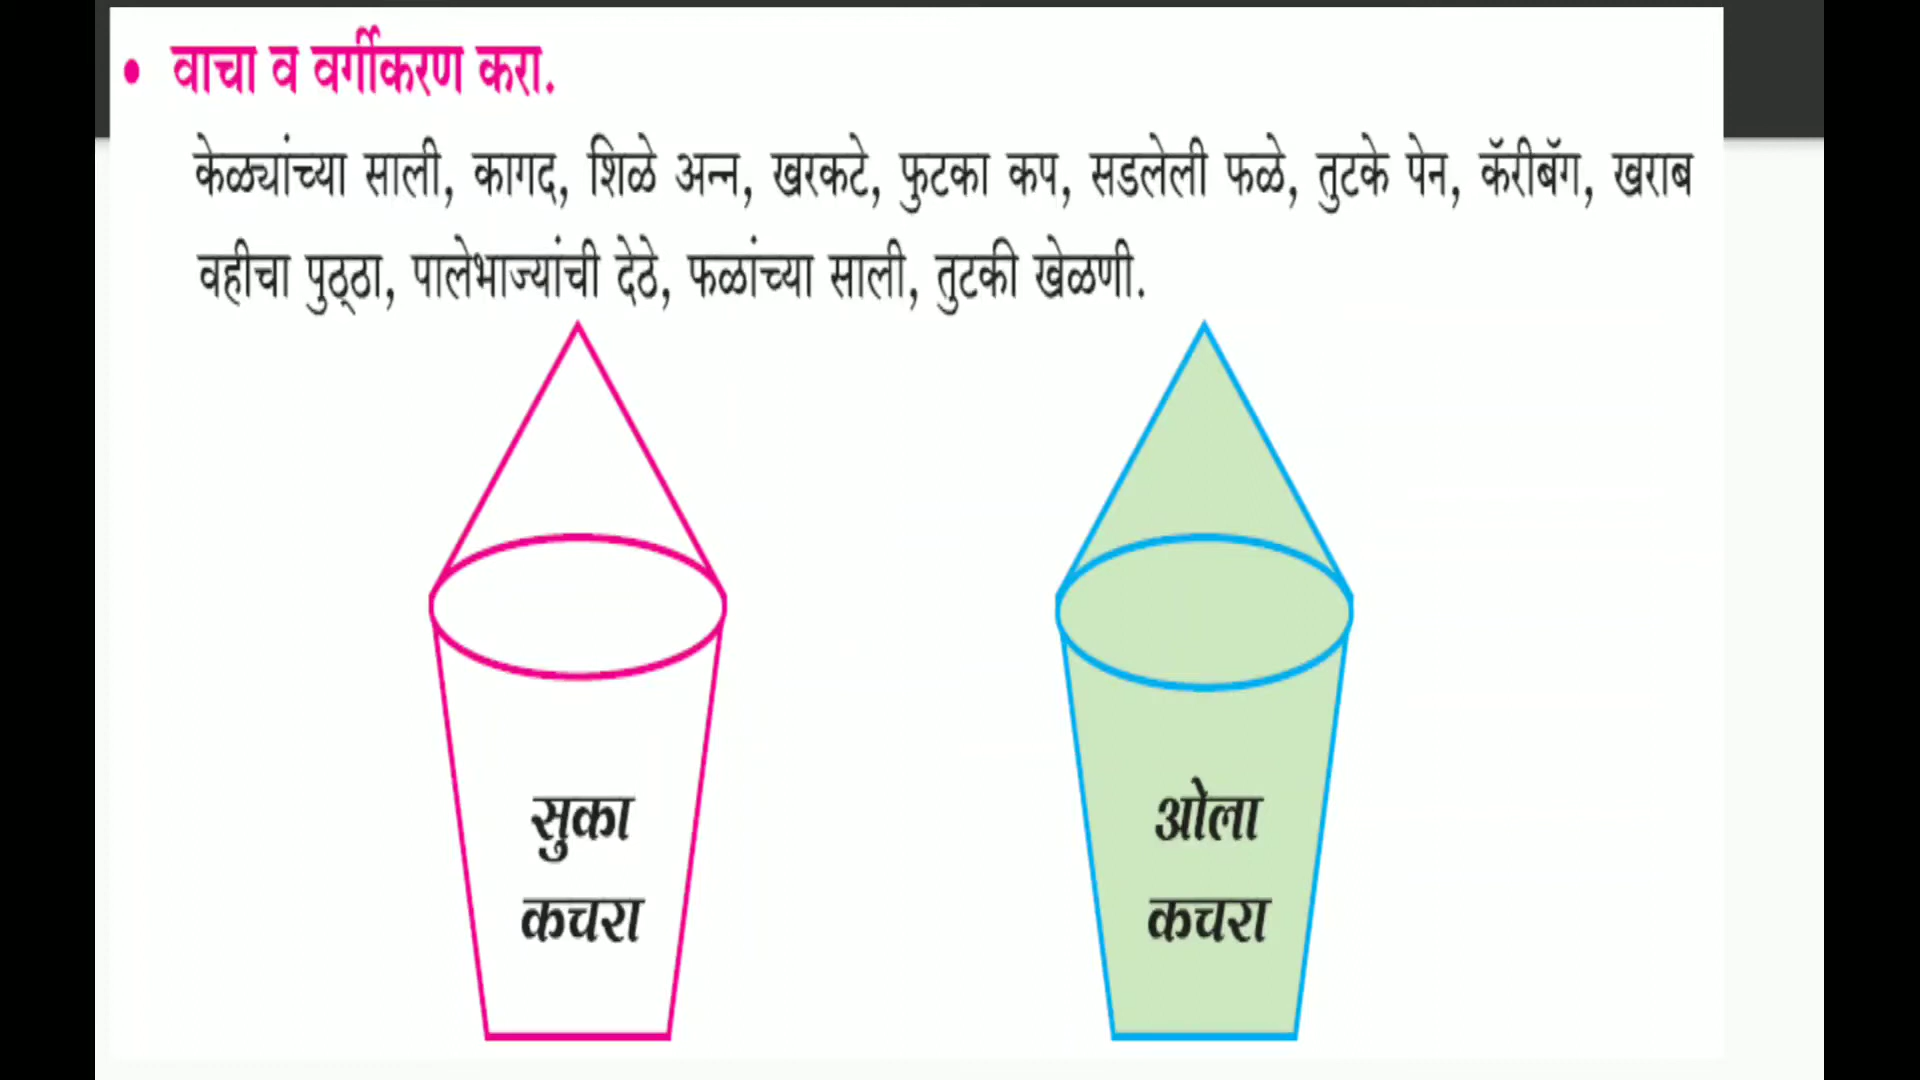 • वाचा व वर्गीकरण करा.
केळ्यांच्या साली, कागद, शिळे अन्न, खरकटे, फुटका कप, सडलेली फळे, तुटके पेन, कॅरीबॅग, खराब
वहीचा पुठ्ठा, पालेभाज्यांची देठे, फळांच्या साली, तुटकी खेळणी.
सुका
कचरा
ओला
कचरा